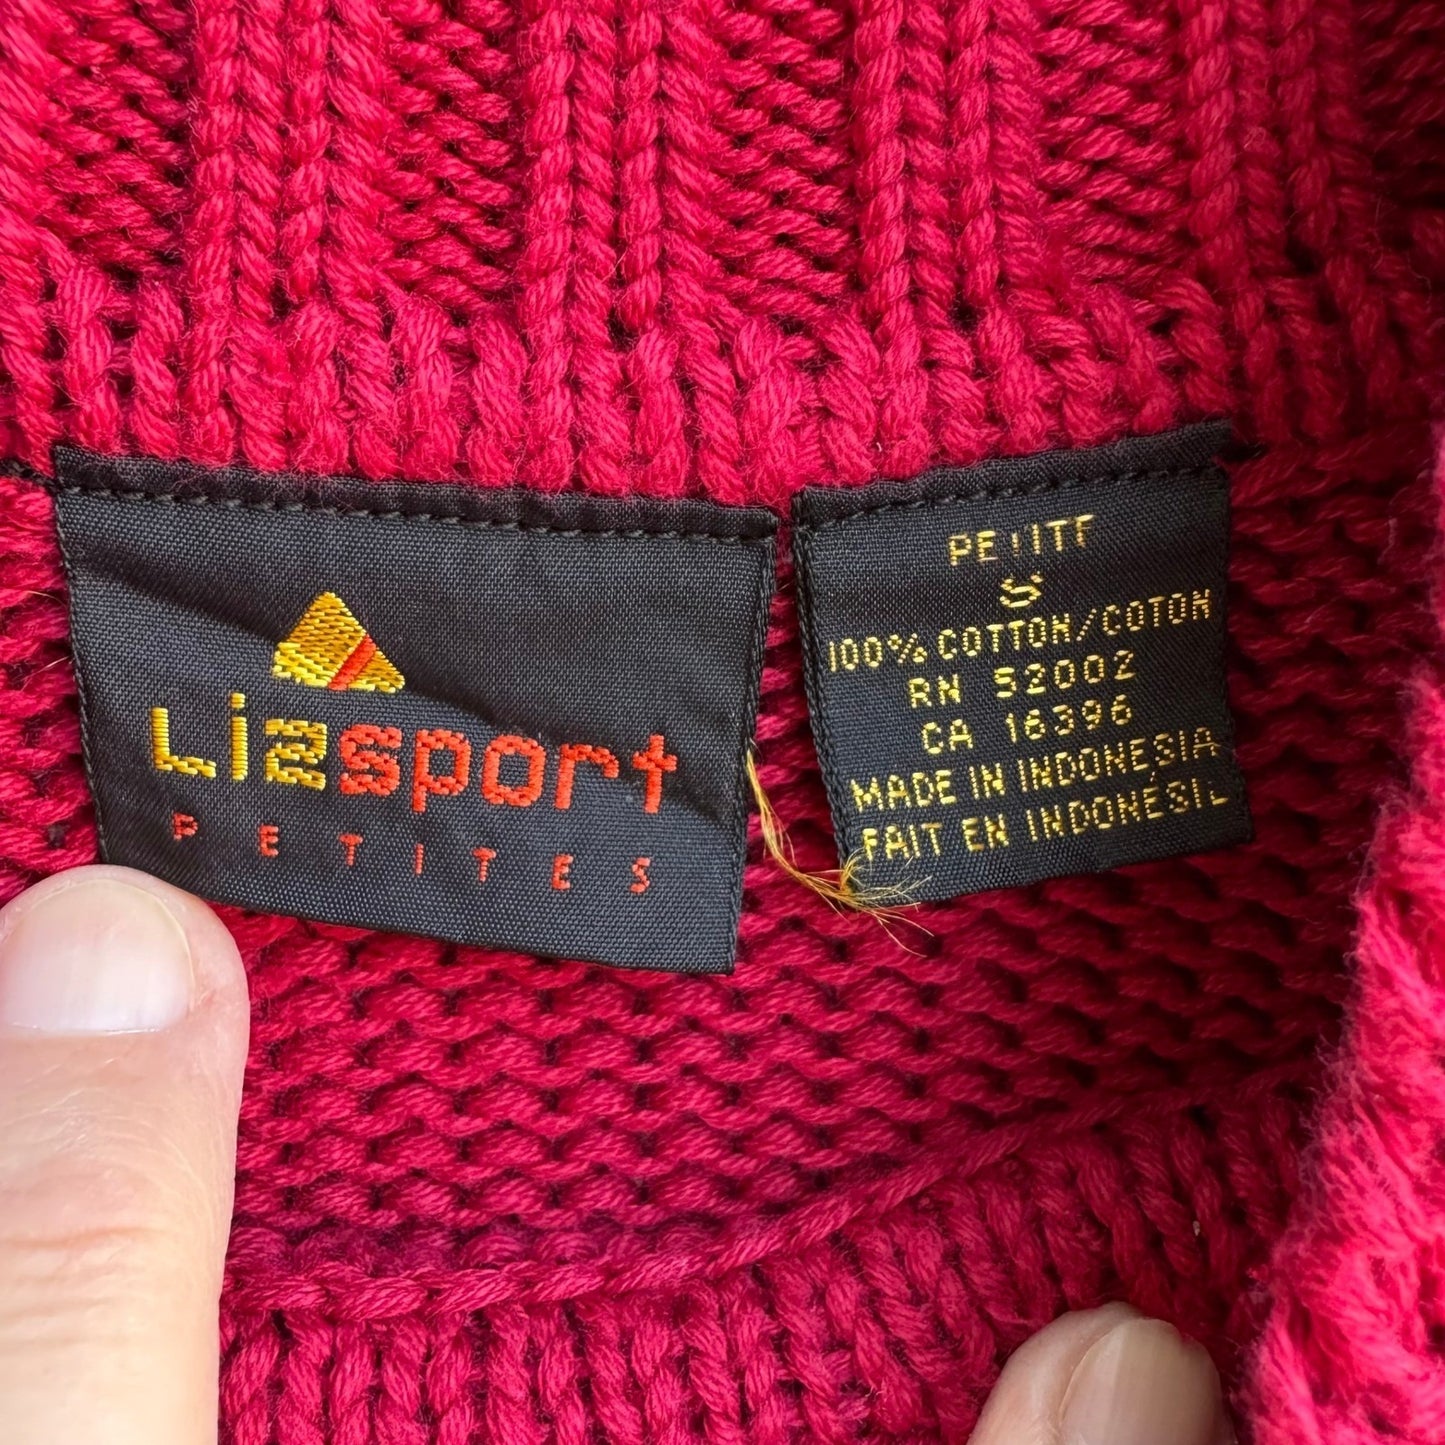 Lizsport
PETITES
PETITE
S
100% COTTON/COTON
RN 52002
CA 16396
MADE IN INDONESIA
FAIT EN INDONÉSIE